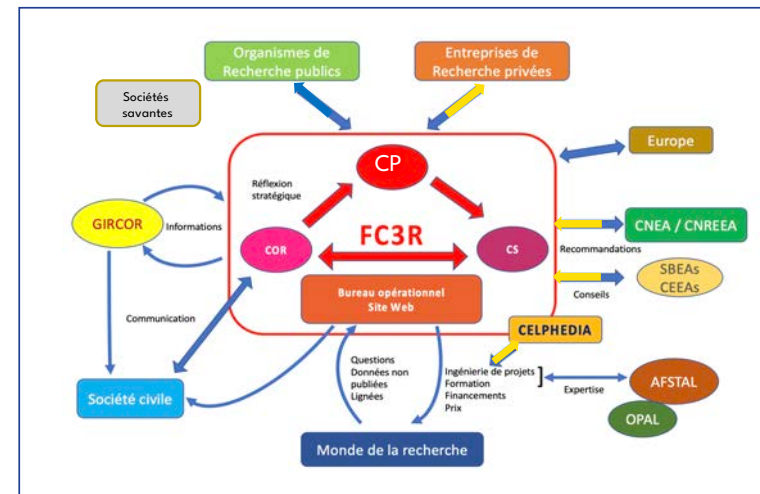 Organismes de
Recherche publics
Entreprises de
Recherche privées
Sociétés
savantes
CP
Europe
Réflexion
stratégique
GIRCOR
Informations
FC3R
COR
CS
CNEA / CNREEA
Recommandations
SBEAs
CEEAs
Conseils
Bureau opérationnel
Site Web
Communication
CELPHEDIA
Questions
Données non
publiées
Lignées
Ingénierie de projets
Formation
Financements
Prix
]
Expertise
AFSTAL
OPAL
Société civile
Monde de la recherche